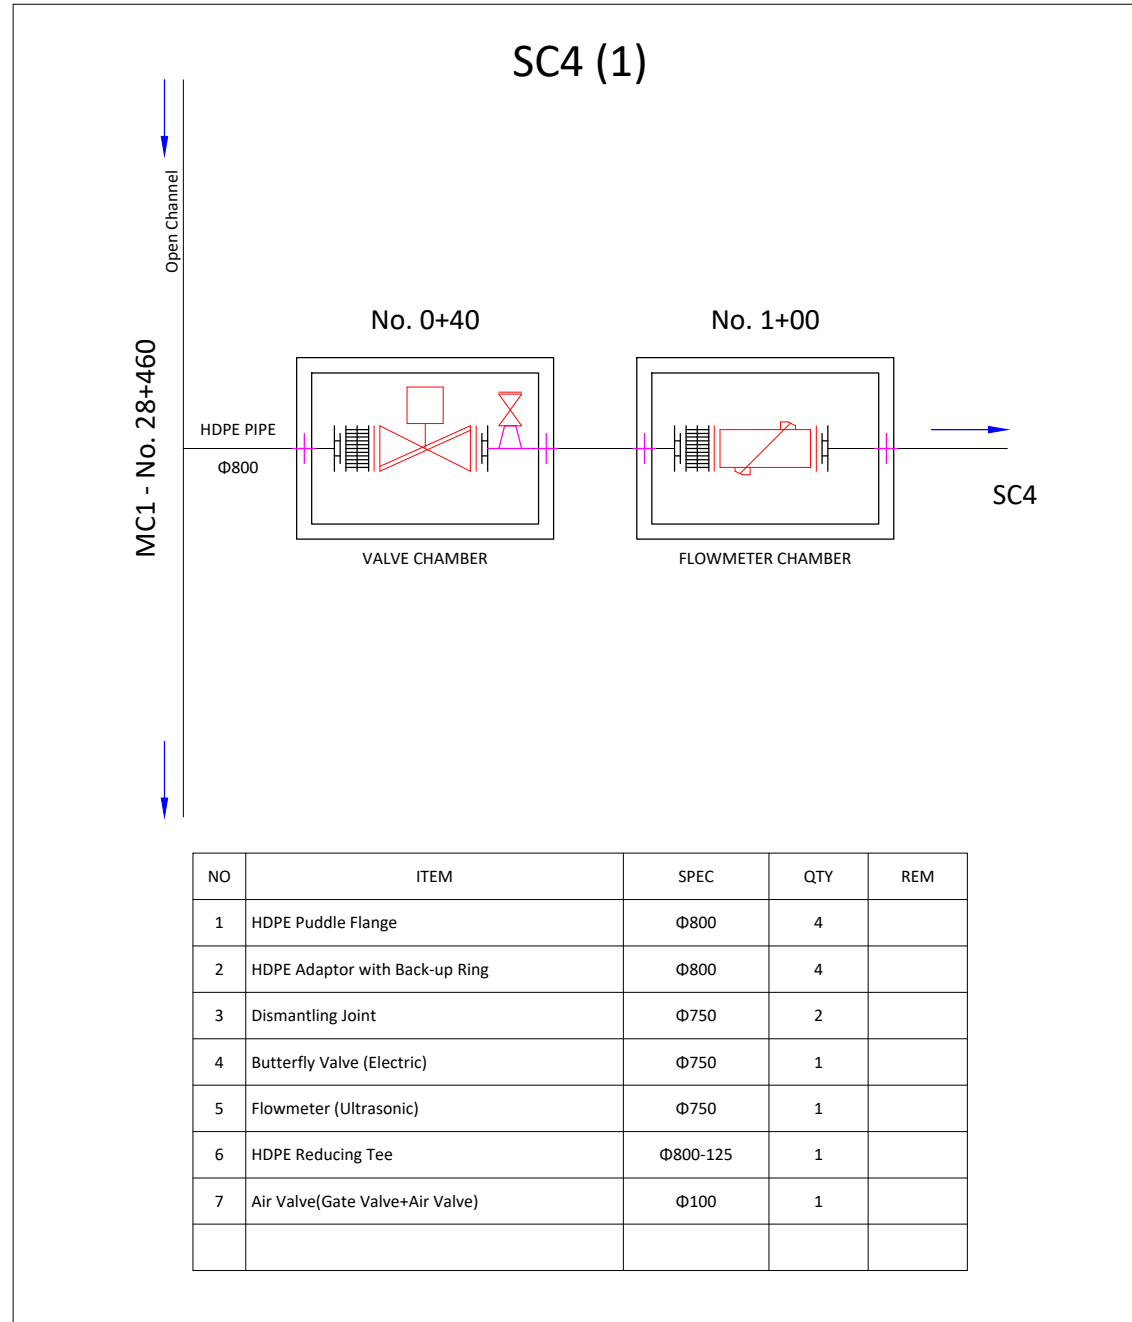 SC4 (1)
Open Channel
MC1 - No. 28+460
No. 0+40
No. 1+00
HDPE PIPE
Φ800
SC4
VALVE CHAMBER
FLOWMETER CHAMBER
NO ITEM SPEC QTY REM
1 HDPE Puddle Flange Φ800 4
2 HDPE Adaptor with Back-up Ring Φ800 4
3 Dismantling Joint Φ750 2
4 Butterfly Valve (Electric) Φ750 1
5 Flowmeter (Ultrasonic) Φ750 1
6 HDPE Reducing Tee Φ800-125 1
7 Air Valve(Gate Valve+Air Valve) Φ100 1